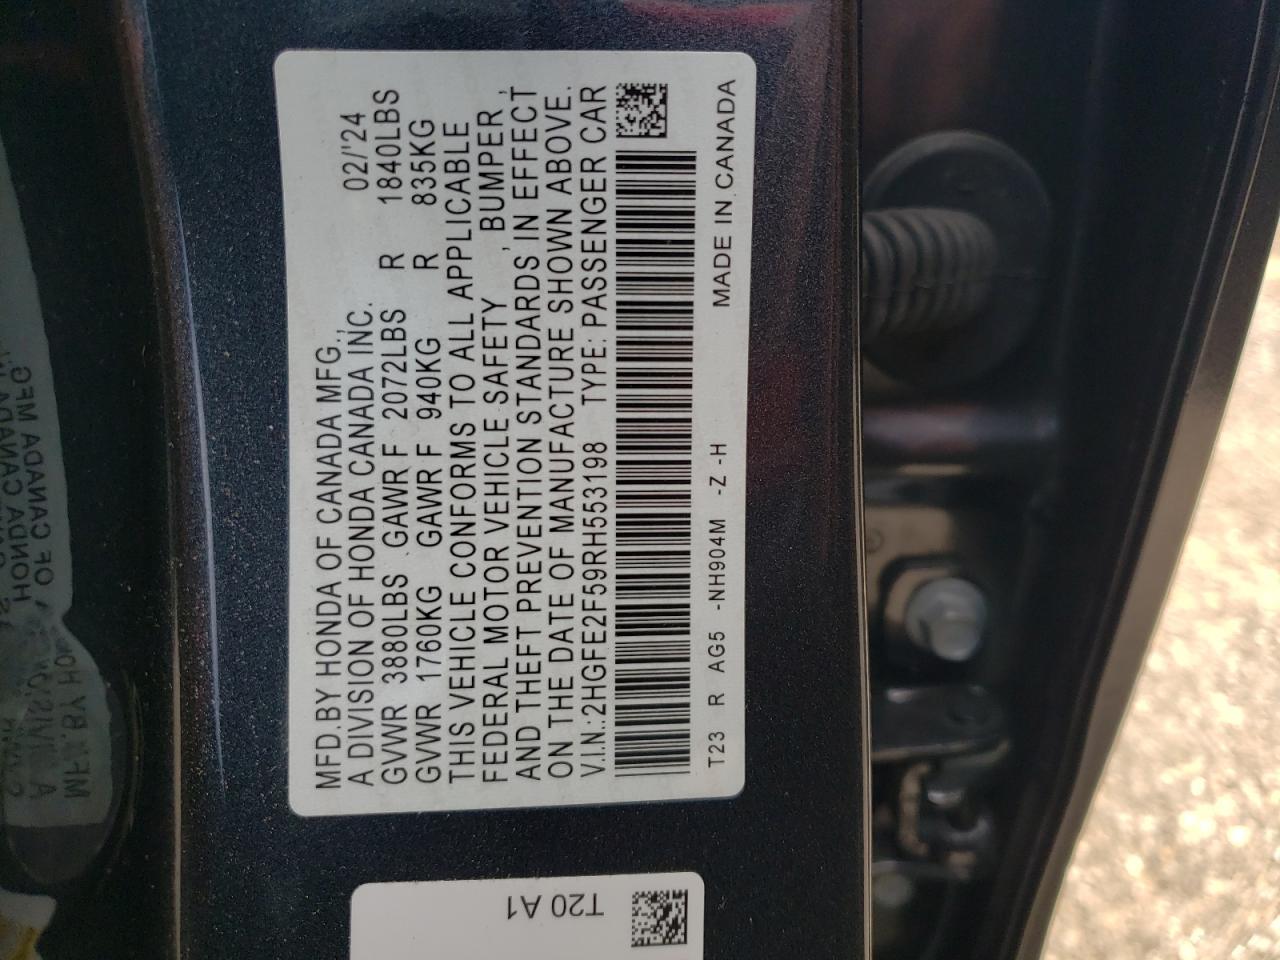 MFD.BY HONDA OF CANADA MFG., 02/'24
A DIVISION OF HONDA CANADA INC.
GVWR 3880LBS GAWR F 2072LBS R 1840LBS
GVWR 1760KG GAWR F 940KG R 835KG
THIS VEHICLE CONFORMS TO ALL APPLICABLE
FEDERAL MOTOR VEHICLE SAFETY , BUMPER ,
AND THEFT PREVENTION STANDARDS IN EFFECT
ON THE DATE OF MANUFACTURE SHOWN ABOVE.
V.I.N.:2HGFE2F59RH553198 TYPE:PASSENGER CAR
T23 R AG5 -NH904M -Z -H MADE IN CANADA
T20 A1